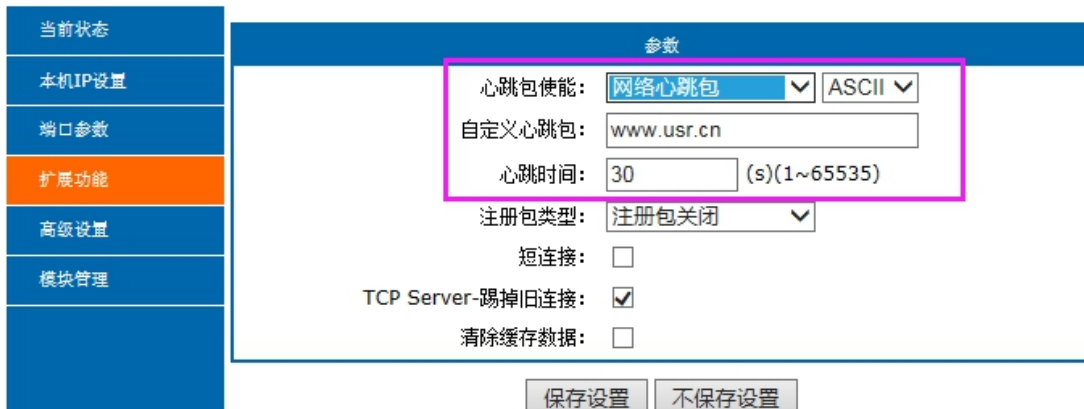 当前状态
本机IP设置
端口参数
扩展功能
高级设置
模块管理
参数
心跳包使能： 网络心跳包 ASCII
自定义心跳包： www.usr.cn
心跳时间： 30 (s)(1~65535)
注册包类型： 注册包关闭
短连接：
TCP Server-踢掉旧连接：
清除缓存数据：
保存设置 不保存设置